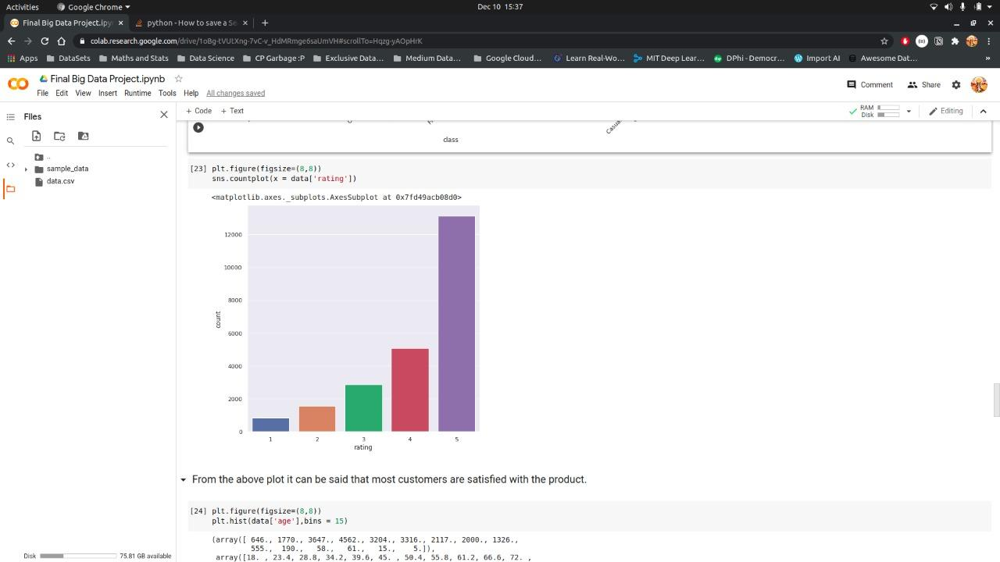 Activities
Google Chrome
Dec 10 15:37
Final Big Data Project.ipyn
python - How to save a Se
colab.research.google.com/drive/1oBg-tVUtXng-7vC-v_HdMRmge6saUmVH#scrollTo=Hqzg-yAOpHrK
Apps DataSets Maths and Stats Data Science CP Garbage :P Exclusive Data... Medium Data... Google Cloud... Learn Real-Wo... MIT Deep Lear... DPhi - Democr... Import AI Awesome Dat... »
Final Big Data Project.ipynb
File Edit View Insert Runtime Tools Help All changes saved
Comment Share
Files
+ Code + Text
RAM
Disk
Editing
..
sample_data
data.csv
Casua
class
[23] plt.figure(figsize=(8,8))
sns.countplot(x = data['rating'])
<matplotlib.axes._subplots.AxesSubplot at 0x7fd49acb08d0>
12000
10000
8000
6000
4000
2000
0
count
1 2 3 4 5
rating
From the above plot it can be said that most customers are satisfied with the product.
[24] plt.figure(figsize=(8,8))
plt.hist(data['age'],bins = 15)
(array([ 646., 1770., 3647., 4562., 3204., 3316., 2117., 2000., 1326.,
555., 190., 58., 61., 15., 5.]),
array([18. , 23.4, 28.8, 34.2, 39.6, 45. , 50.4, 55.8, 61.2, 66.6, 72. ,
Disk
75.81 GB available